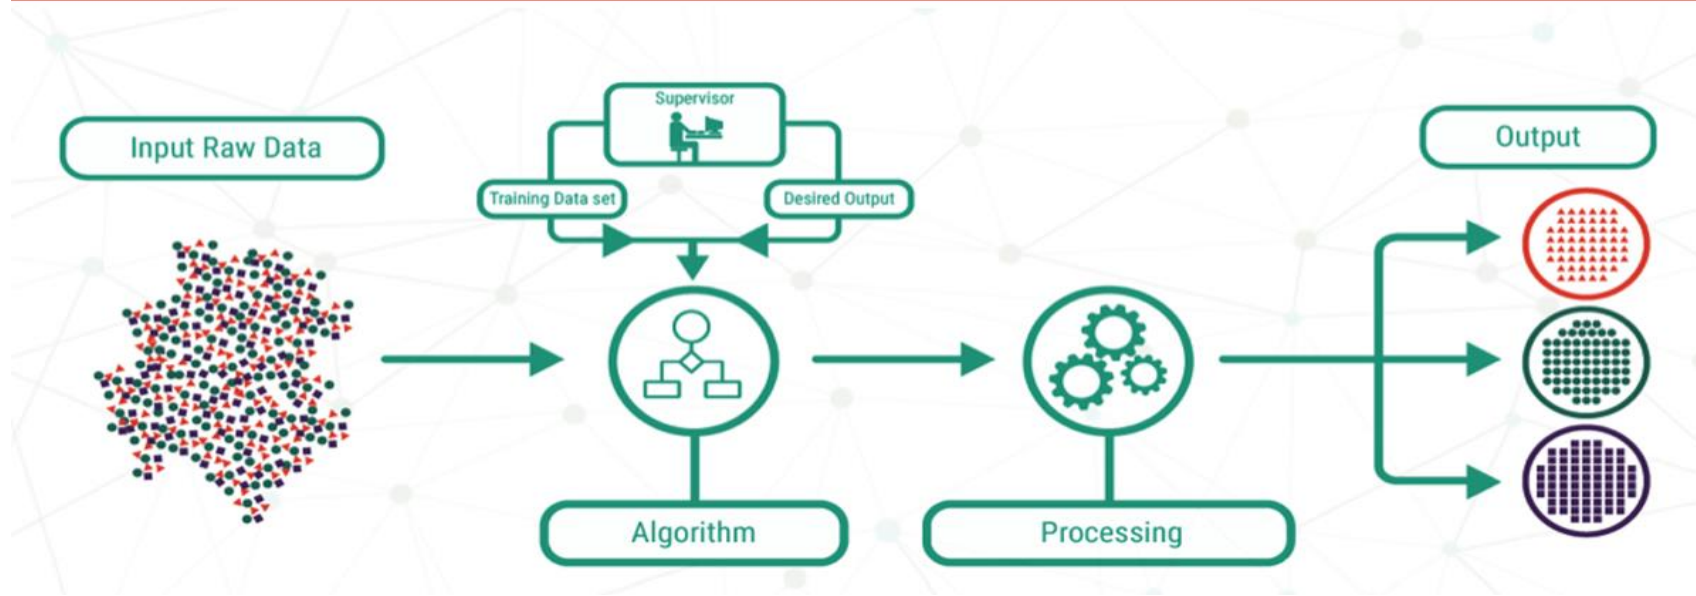 Input Raw Data
Supervisor
Training Data set
Desired Output
Algorithm
Processing
Output